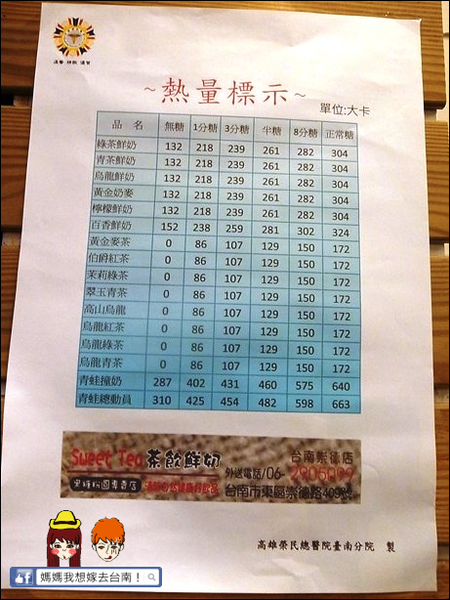 ~熱量標示~
單位:大卡
品 名 無糖 1分糖 3分糖 半糖 8分糖 正常糖
綠茶鮮奶 132 218 239 261 282 304
青茶鮮奶 132 218 239 261 282 304
烏龍鮮奶 132 218 239 261 282 304
黃金奶麥 132 218 239 261 282 304
檸檬鮮奶 132 218 239 261 282 304
百香鮮奶 152 238 259 281 302 324
黃金麥茶 0 86 107 129 150 172
伯爵紅茶 0 86 107 129 150 172
茉莉綠茶 0 86 107 129 150 172
翠玉青茶 0 86 107 129 150 172
高山烏龍 0 86 107 129 150 172
烏龍紅茶 0 86 107 129 150 172
烏龍綠茶 0 86 107 129 150 172
烏龍青茶 0 86 107 129 150 172
青蛙撞奶 287 402 431 460 575 640
青蛙總動員 310 425 454 482 598 663
Sweet Tea 茶飲鮮奶
台南崇德店
外送電話/06-
台南市東區崇德路409號
高雄榮民總醫院臺南分院 製
媽媽我想嫁去台南！